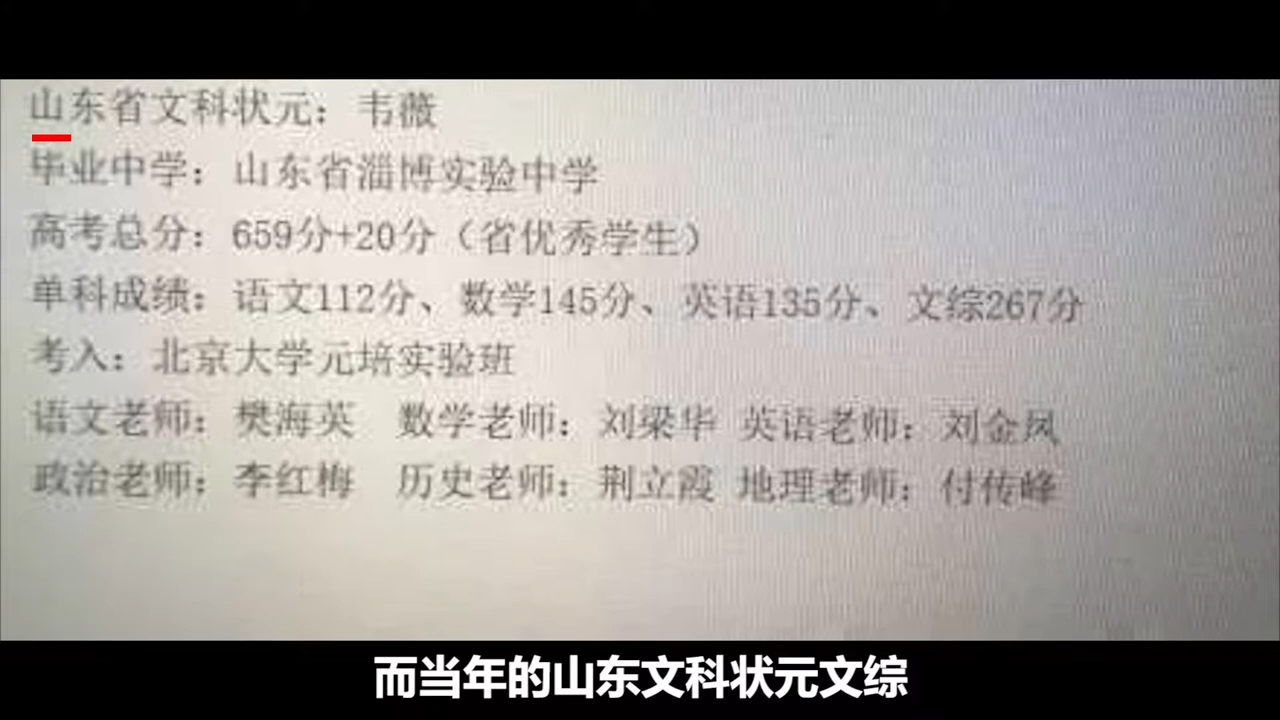 山东省文科状元：韦薇
毕业中学：山东省淄博实验中学
高考总分：659分+20分（省优秀学生）
单科成绩：语文112分、数学145分、英语135分、文综267分
考入：北京大学元培实验班
语文老师：樊海英 数学老师：刘梁华 英语老师：刘金凤
政治老师：李红梅 历史老师：荆立霞 地理老师：付传峰
而当年的山东文科状元文综